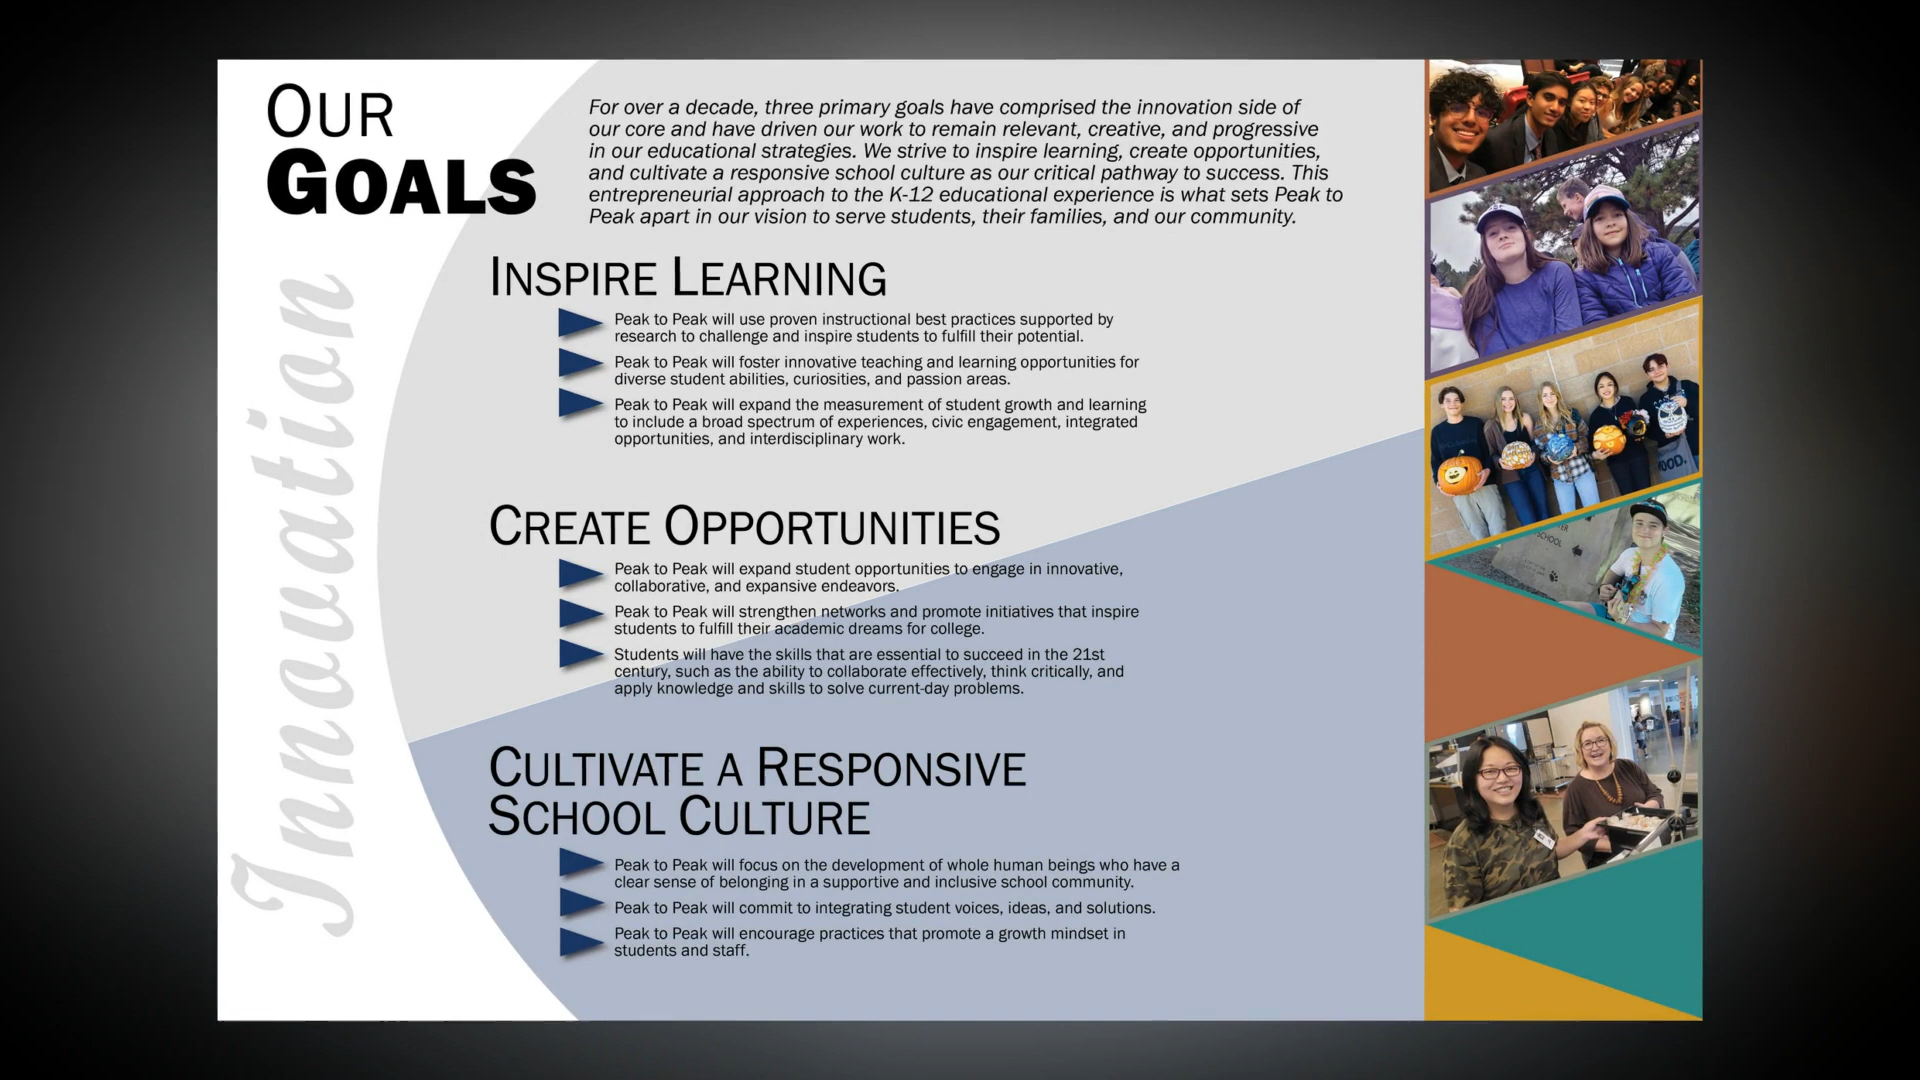 OUR
GOALS
Innovation
For over a decade, three primary goals have comprised the innovation side of
our core and have driven our work to remain relevant, creative, and progressive
in our educational strategies. We strive to inspire learning, create opportunities,
and cultivate a responsive school culture as our critical pathway to success. This
entrepreneurial approach to the K-12 educational experience is what sets Peak to
Peak apart in our vision to serve students, their families, and our community.
INSPIRE LEARNING
Peak to Peak will use proven instructional best practices supported by
research to challenge and inspire students to fulfill their potential.
Peak to Peak will foster innovative teaching and learning opportunities for
diverse student abilities, curiosities, and passion areas.
Peak to Peak will expand the measurement of student growth and learning
to include a broad spectrum of experiences, civic engagement, integrated
opportunities, and interdisciplinary work.
CREATE OPPORTUNITIES
Peak to Peak will expand student opportunities to engage in innovative,
collaborative, and expansive endeavors.
Peak to Peak will strengthen networks and promote initiatives that inspire
students to fulfill their academic dreams for college.
Students will have the skills that are essential to succeed in the 21st
century, such as the ability to collaborate effectively, think critically, and
apply knowledge and skills to solve current-day problems.
CULTIVATE A RESPONSIVE
SCHOOL CULTURE
Peak to Peak will focus on the development of whole human beings who have a
clear sense of belonging in a supportive and inclusive school community.
Peak to Peak will commit to integrating student voices, ideas, and solutions.
Peak to Peak will encourage practices that promote a growth mindset in
students and staff.
OOD.
SCHOOL